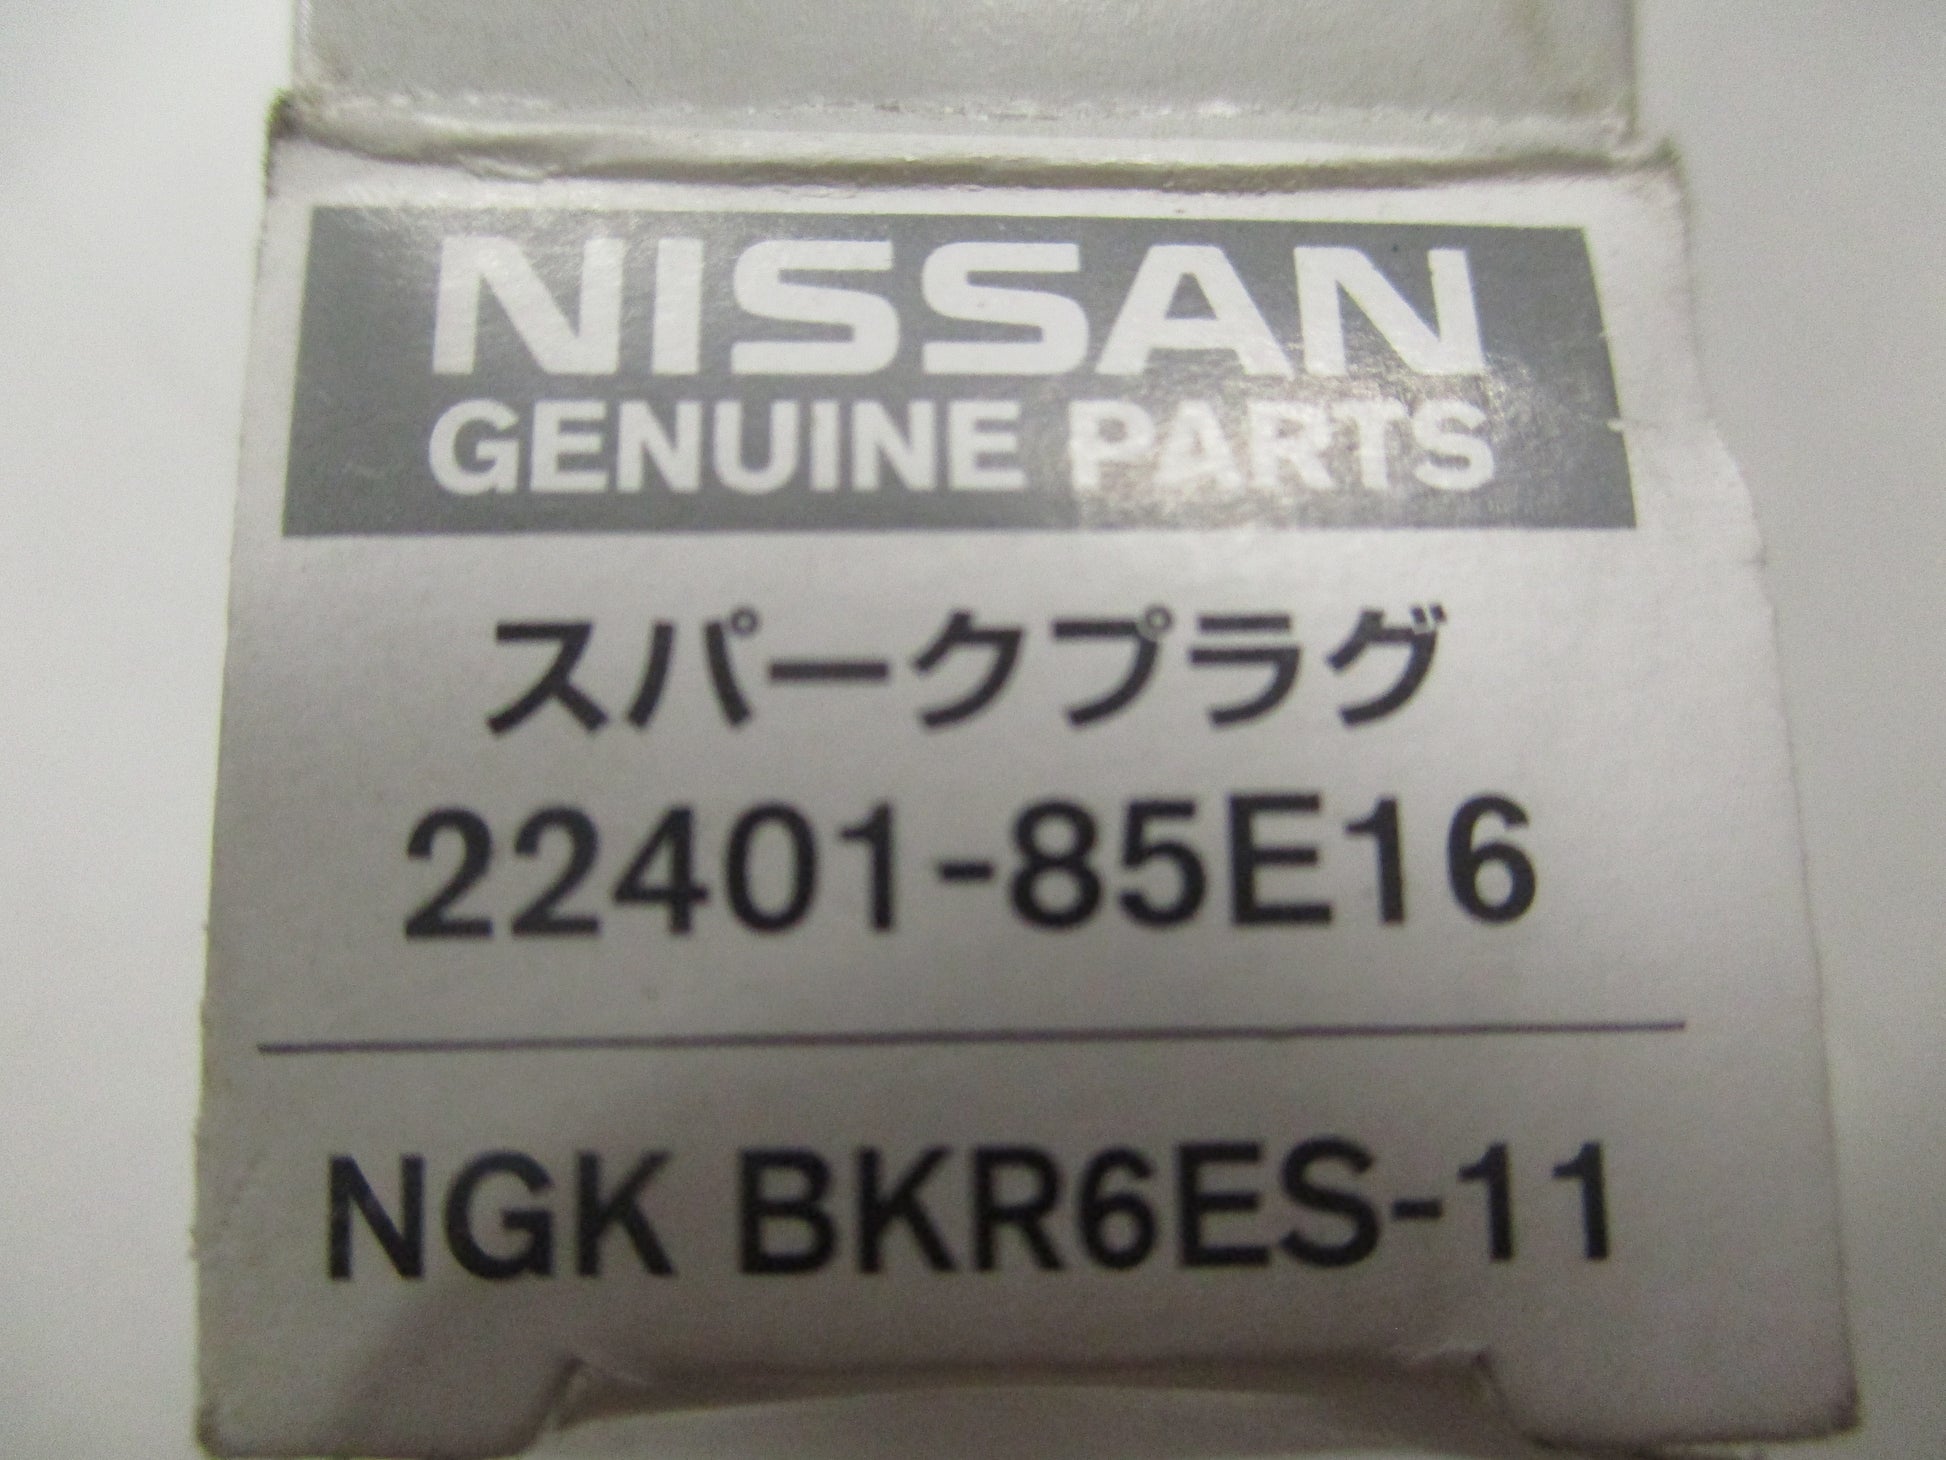 NISSAN
GENUINE PARTS
スパークプラグ
22401-85E16
NGK BKR6ES-11